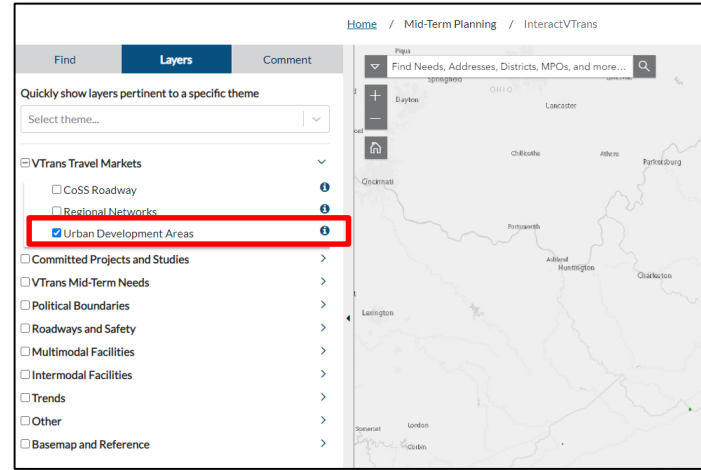 Home / Mid-Term Planning / InteractVTrans
Find Layers Comment
Quickly show layers pertinent to a specific theme
Select theme...
VTrans Travel Markets
CoSS Roadway
Regional Networks
Urban Development Areas
Committed Projects and Studies
VTrans Mid-Term Needs
Political Boundaries
Roadways and Safety
Multimodal Facilities
Intermodal Facilities
Trends
Other
Basemap and Reference
Find Needs, Addresses, Districts, MPOs, and more...
Piqua
Springfield
OHIO
Dayton
Lancaster
Chillicothe
Athens
Parkersburg
Cincinnati
Portsmouth
Ashland
Huntington
Charleston
Lexington
Somerset
London
Corbin